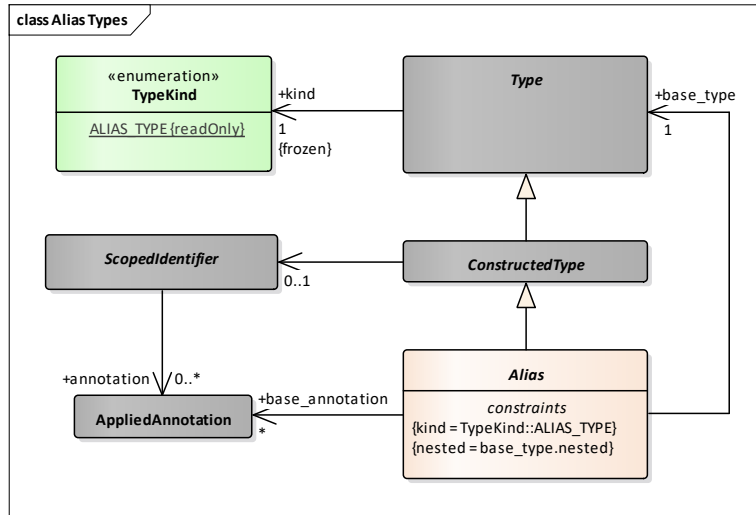 class Alias Types
«enumeration»
TypeKind
ALIAS_TYPE{readOnly}
+kind
1
{frozen}
Type
+base_type
1
ScopedIdentifier
0..1
ConstructedType
+annotation
0..*
AppliedAnnotation
+base_annotation
*
Alias
constraints
{kind = TypeKind::ALIAS_TYPE}
{nested = base_type.nested}